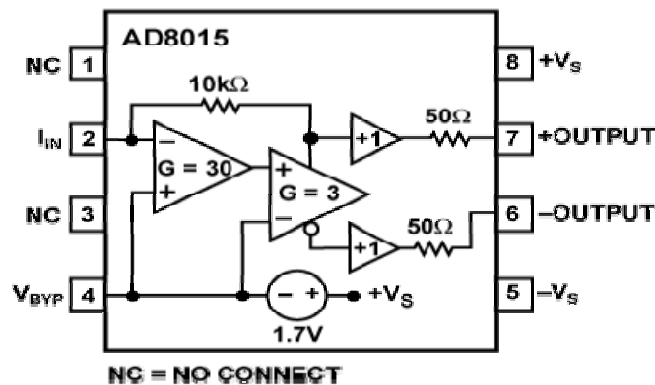 AD8015
NC 1
8 +VS
10kΩ
50Ω
IIN 2
−
G = 30
+
+
G = 3
−
+1
7 +OUTPUT
NC 3
50Ω
+1
6 −OUTPUT
VBYP 4
− +
+VS
5 −VS
1.7V
NC = NO CONNECT